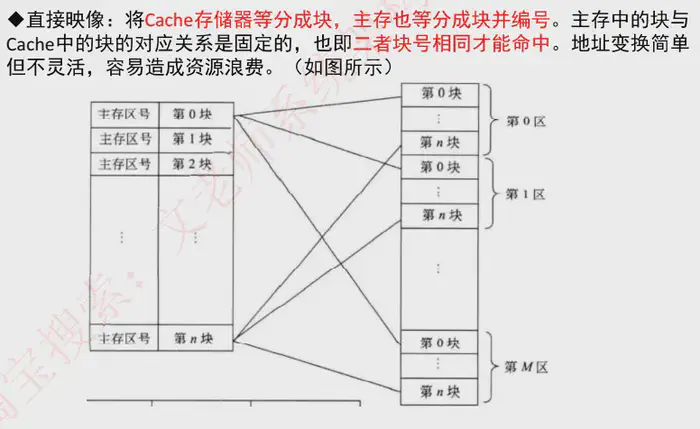 ◆直接映像：将Cache存储器等分成块，主存也等分成块并编号。主存中的块与
Cache中的块的对应关系是固定的，也即二者块号相同才能命中。地址变换简单
但不灵活，容易造成资源浪费。（如图所示）
主存区号 第0块
主存区号 第1块
主存区号 第2块
⋮ ⋮
主存区号 第n块
第0块
⋮
第n块
第0区
第0块
⋮
第n块
第1区
⋮
第0块
⋮
第n块
第M区
淘宝搜索：文老师